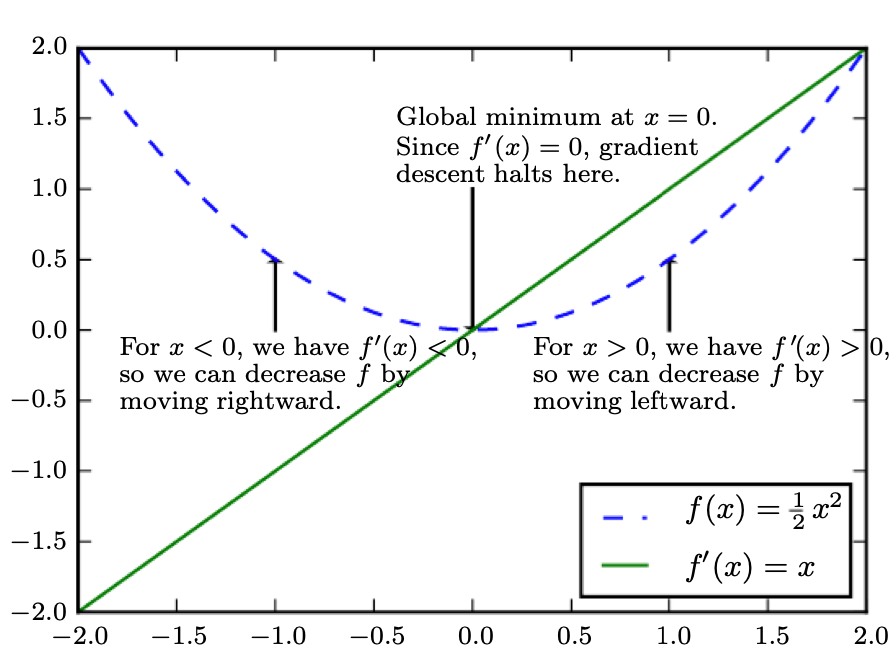 2.0
1.5
1.0
0.5
0.0
−0.5
−1.0
−1.5
−2.0
Global minimum at x = 0.
Since f′(x) = 0, gradient
descent halts here.
For x < 0, we have f′(x) < 0,
so we can decrease f by
moving rightward.
For x > 0, we have f′(x) > 0,
so we can decrease f by
moving leftward.
f(x) = ½ x²
f′(x) = x
−2.0 −1.5 −1.0 −0.5 0.0 0.5 1.0 1.5 2.0